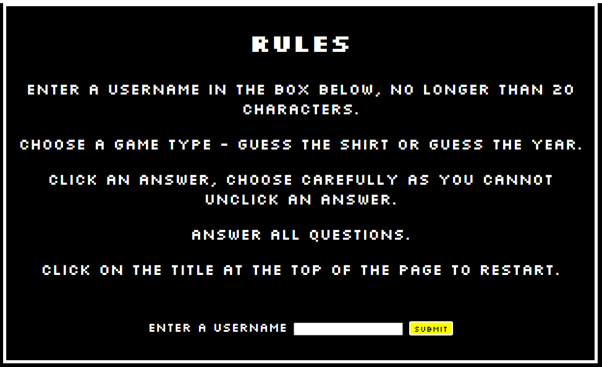 RULES
ENTER A USERNAME IN THE BOX BELOW, NO LONGER THAN 20
CHARACTERS.
CHOOSE A GAME TYPE - GUESS THE SHIRT OR GUESS THE YEAR.
CLICK AN ANSWER, CHOOSE CAREFULLY AS YOU CANNOT
UNCLICK AN ANSWER.
ANSWER ALL QUESTIONS.
CLICK ON THE TITLE AT THE TOP OF THE PAGE TO RESTART.
ENTER A USERNAME SUBMIT